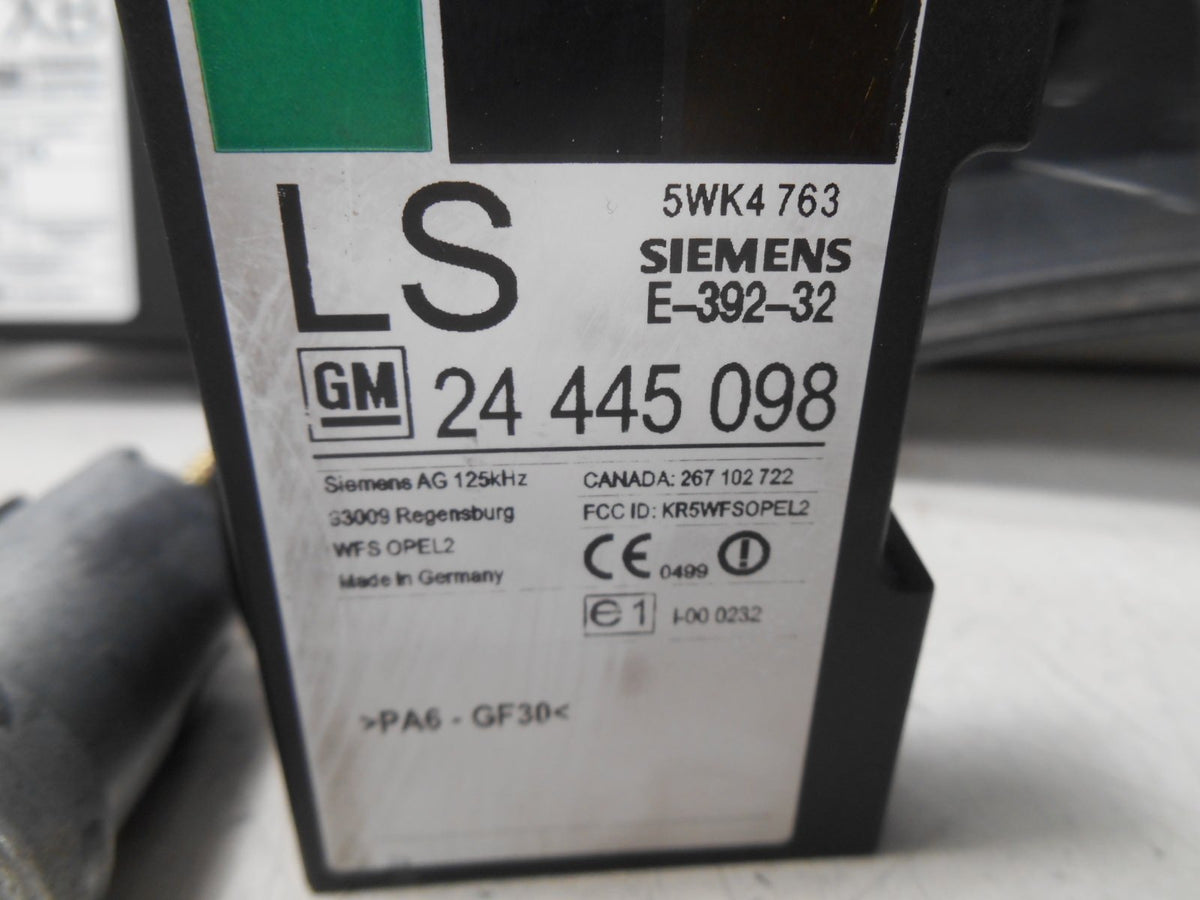 LS
5WK4 763
SIEMENS
E-392-32
GM 24 445 098
Siemens AG 125kHz
93009 Regensburg
WFS OPEL2
Made in Germany
CANADA: 267 102 722
FCC ID: KR5WFSOPEL2
CE 0499
e1 I-00 0232
>PA6 - GF30<